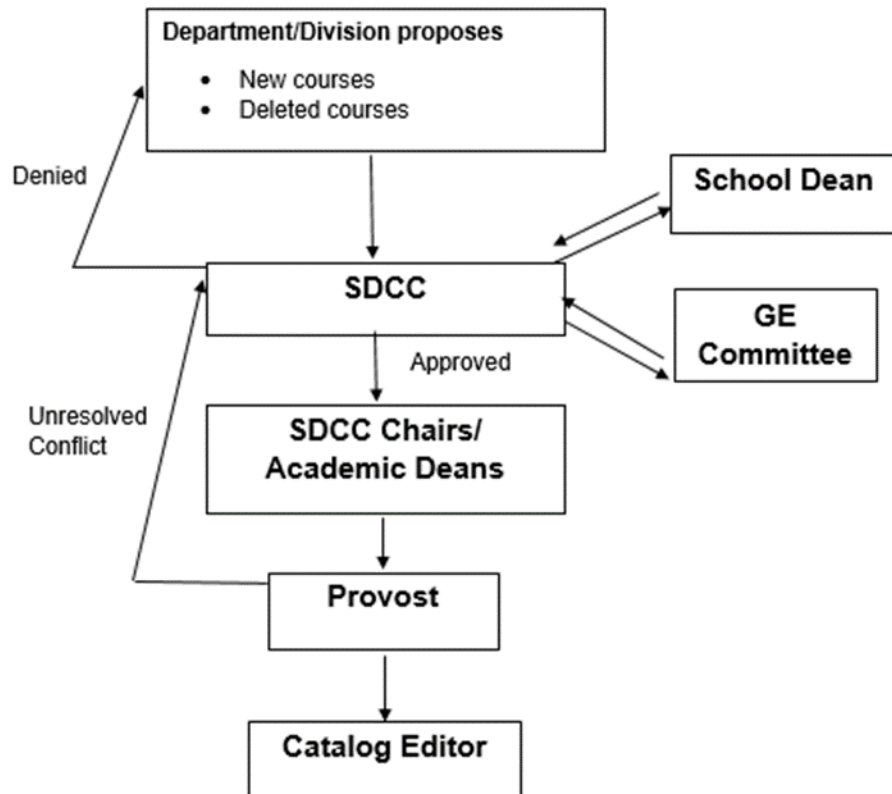 Department/Division proposes
• New courses
• Deleted courses
Denied
School Dean
SDCC
GE
Committee
Approved
Unresolved
Conflict
SDCC Chairs/
Academic Deans
Provost
Catalog Editor